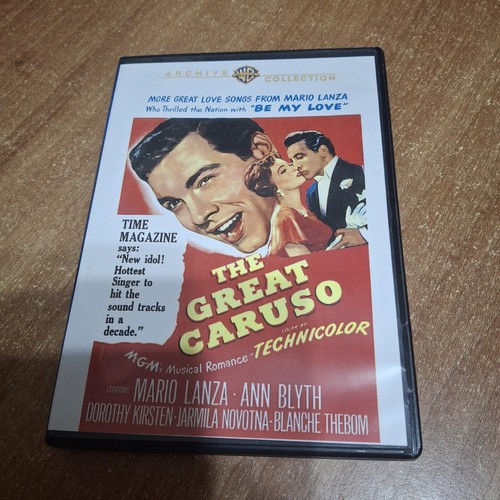 ARCHIVE WB COLLECTION
MORE GREAT LOVE SONGS FROM MARIO LANZA
Who Thrilled the Nation with "BE MY LOVE"
TIME
MAGAZINE
says:
"New idol!
Hottest
Singer to
hit the
sound tracks
in a
decade."
THE
GREAT
CARUSO
COLOR BY
TECHNICOLOR
M-G-M's Musical Romance
STARRING MARIO LANZA · ANN BLYTH
DOROTHY KIRSTEN · JARMILA NOVOTNA · BLANCHE THEBOM